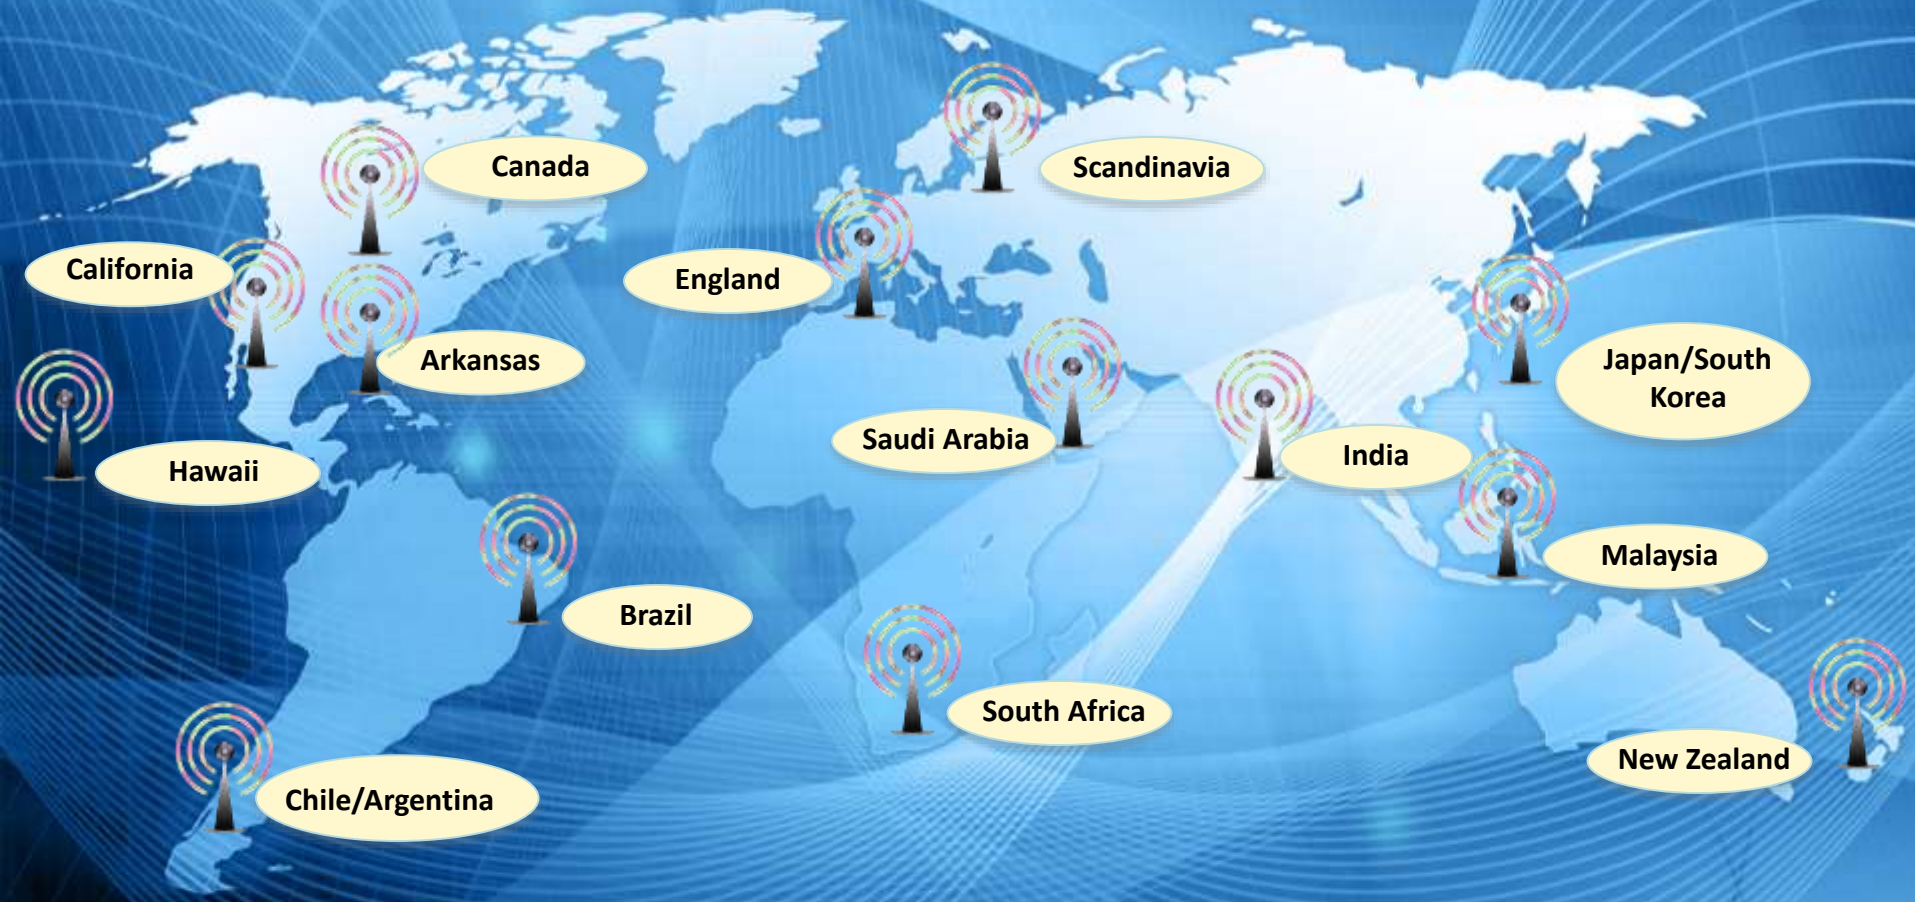 Canada
Scandinavia
California
England
Arkansas
Japan/South
Korea
Saudi Arabia
India
Hawaii
Malaysia
Brazil
South Africa
New Zealand
Chile/Argentina